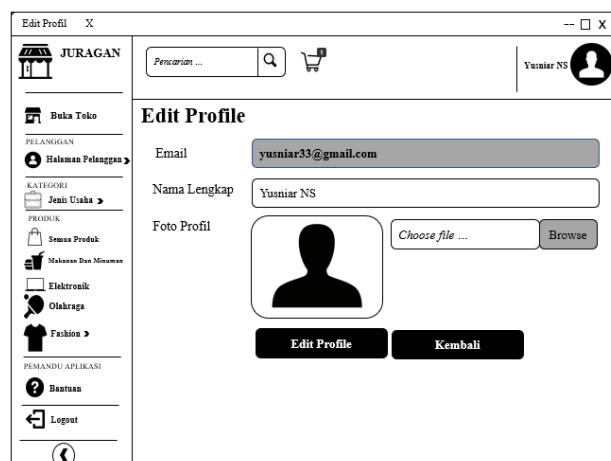 Edit Profil X -- X
JURAGAN
Pencarian ...
Yusniar NS
Buka Toko
PELANGGAN
Halaman Pelanggan
KATEGORI
Jenis Usaha
PRODUK
Semua Produk
Makanan Dan Minuman
Elektronik
Olahraga
Fashion
PEMANDU APLIKASI
? Bantuan
Logout
Edit Profile
Email yusniar33@gmail.com
Nama Lengkap Yusniar NS
Foto Profil Choose file ... Browse
Edit Profile Kembali